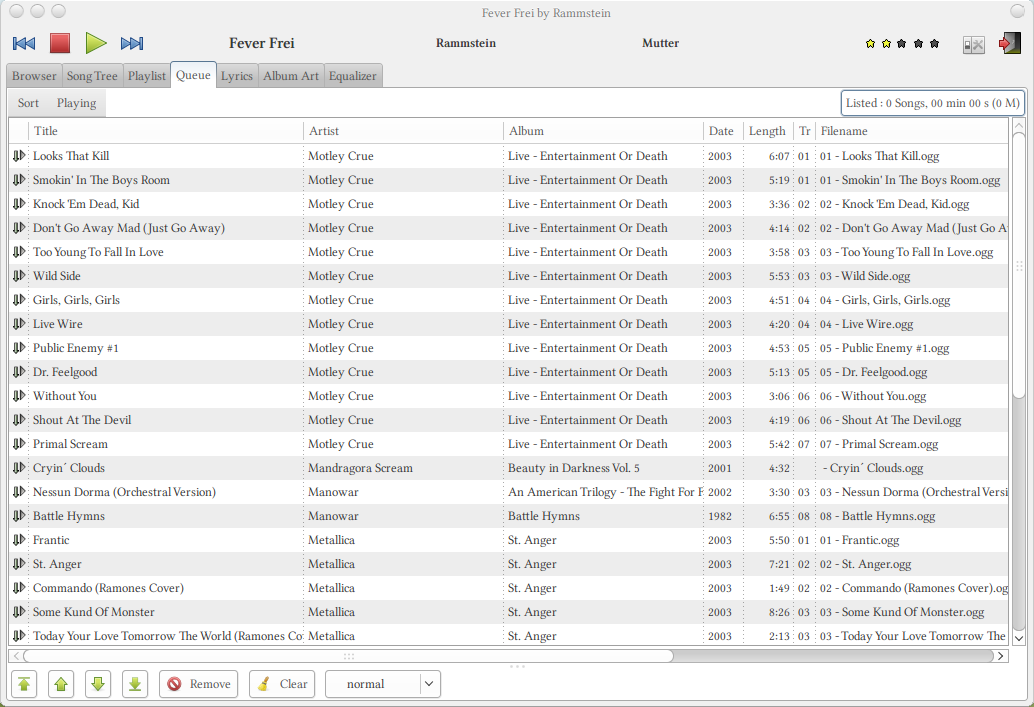 Fever Frei by Rammstein
Fever Frei Rammstein Mutter
Browser Song Tree Playlist Queue Lyrics Album Art Equalizer
Sort Playing Listed : 0 Songs, 00 min 00 s (0 M)
Title Artist Album Date Length Tr Filename
Looks That Kill Motley Crue Live - Entertainment Or Death 2003 6:07 01 01 - Looks That Kill.ogg
Smokin' In The Boys Room Motley Crue Live - Entertainment Or Death 2003 5:19 01 01 - Smokin' In The Boys Room.ogg
Knock 'Em Dead, Kid Motley Crue Live - Entertainment Or Death 2003 3:36 02 02 - Knock 'Em Dead, Kid.ogg
Don't Go Away Mad (Just Go Away) Motley Crue Live - Entertainment Or Death 2003 4:14 02 02 - Don't Go Away Mad (Just Go A
Too Young To Fall In Love Motley Crue Live - Entertainment Or Death 2003 3:58 03 03 - Too Young To Fall In Love.ogg
Wild Side Motley Crue Live - Entertainment Or Death 2003 5:53 03 03 - Wild Side.ogg
Girls, Girls, Girls Motley Crue Live - Entertainment Or Death 2003 4:51 04 04 - Girls, Girls, Girls.ogg
Live Wire Motley Crue Live - Entertainment Or Death 2003 4:20 04 04 - Live Wire.ogg
Public Enemy #1 Motley Crue Live - Entertainment Or Death 2003 4:53 05 05 - Public Enemy #1.ogg
Dr. Feelgood Motley Crue Live - Entertainment Or Death 2003 5:13 05 05 - Dr. Feelgood.ogg
Without You Motley Crue Live - Entertainment Or Death 2003 3:06 06 06 - Without You.ogg
Shout At The Devil Motley Crue Live - Entertainment Or Death 2003 4:19 06 06 - Shout At The Devil.ogg
Primal Scream Motley Crue Live - Entertainment Or Death 2003 5:42 07 07 - Primal Scream.ogg
Cryin´ Clouds Mandragora Scream Beauty in Darkness Vol. 5 2001 4:32 - Cryin´ Clouds.ogg
Nessun Dorma (Orchestral Version) Manowar An American Trilogy - The Fight For F 2002 3:30 03 03 - Nessun Dorma (Orchestral Versi
Battle Hymns Manowar Battle Hymns 1982 6:55 08 08 - Battle Hymns.ogg
Frantic Metallica St. Anger 2003 5:50 01 01 - Frantic.ogg
St. Anger Metallica St. Anger 2003 7:21 02 02 - St. Anger.ogg
Commando (Ramones Cover) Metallica St. Anger 2003 1:49 02 02 - Commando (Ramones Cover).og
Some Kund Of Monster Metallica St. Anger 2003 8:26 03 03 - Some Kund Of Monster.ogg
Today Your Love Tomorrow The World (Ramones Co Metallica St. Anger 2003 2:13 03 03 - Today Your Love Tomorrow The
Remove Clear normal